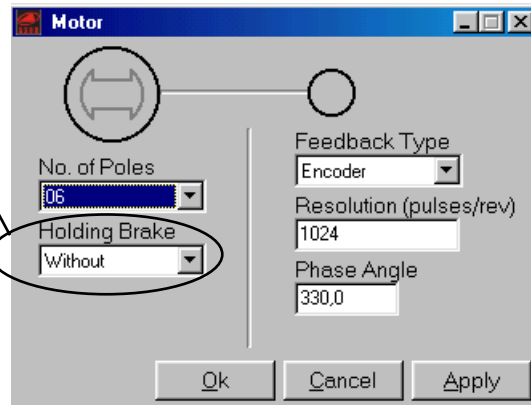 Motor
No. of Poles
06
Holding Brake
Without
Feedback Type
Encoder
Resolution (pulses/rev)
1024
Phase Angle
330,0
Ok
Cancel
Apply